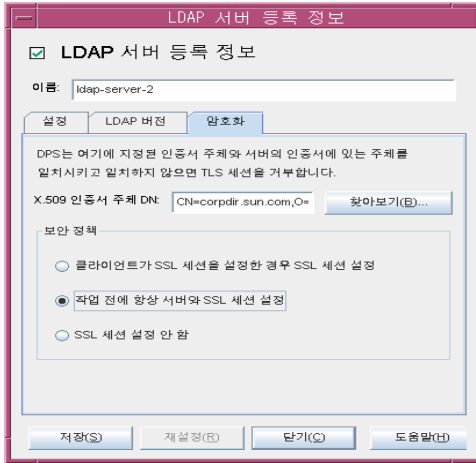 LDAP 서버 등록 정보
LDAP 서버 등록 정보
이름: ldap-server-2
설정 LDAP 버전 암호화
DPS는 여기에 지정된 인증서 주체와 서버의 인증서에 있는 주체를
일치시키고 일치하지 않으면 TLS 세션을 거부합니다.
X.509 인증서 주체 DN: CN=corpdir.sun.com,O= 찾아보기(B)...
보안 정책
클라이언트가 SSL 세션을 설정한 경우 SSL 세션 설정
작업 전에 항상 서버와 SSL 세션 설정
SSL 세션 설정 안 함
저장(S) 재설정(R) 닫기(C) 도움말(H)